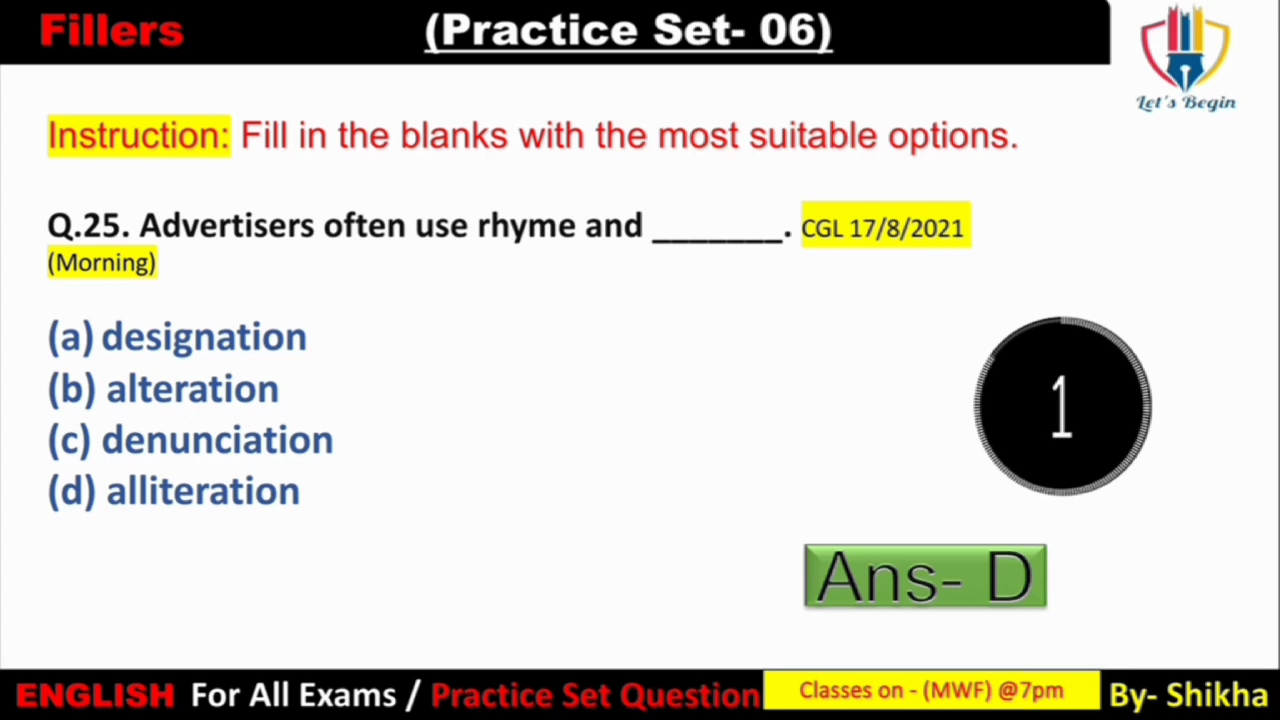 Fillers
(Practice Set- 06)
Let's Begin
Instruction: Fill in the blanks with the most suitable options.
Q.25. Advertisers often use rhyme and _______. CGL 17/8/2021
(Morning)
(a) designation
(b) alteration
(c) denunciation
(d) alliteration
1
Ans- D
ENGLISH For All Exams / Practice Set Question
Classes on - (MWF) @7pm
By- Shikha